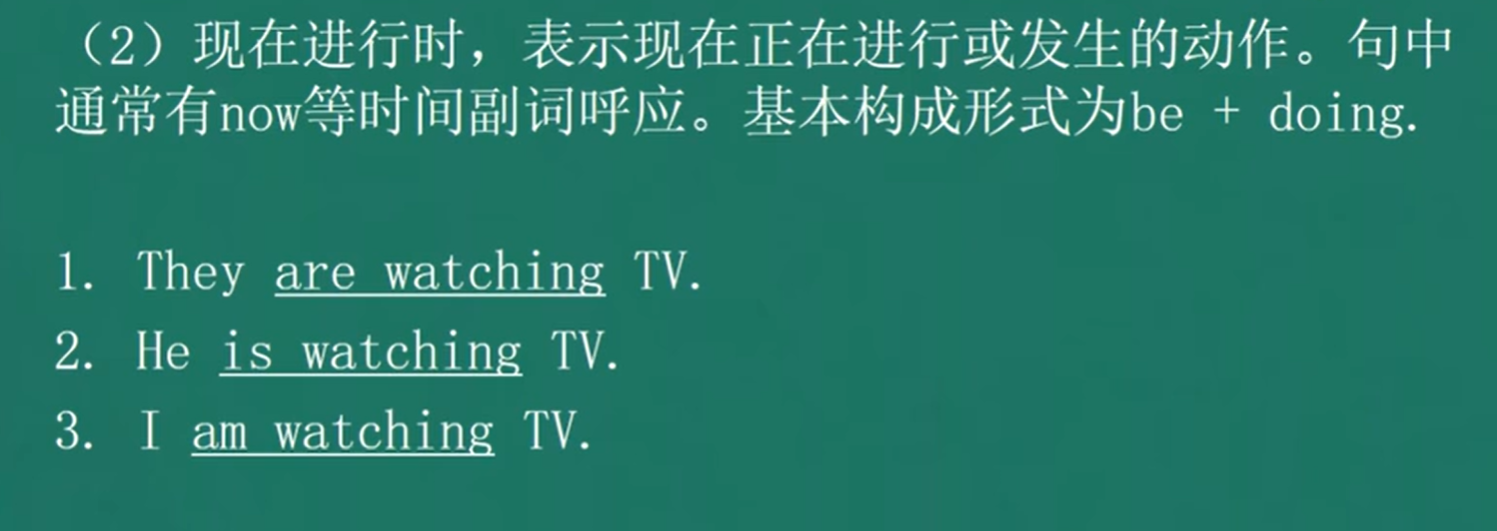 （2）现在进行时，表示现在正在进行或发生的动作。句中
通常有now等时间副词呼应。基本构成形式为be + doing.
1. They are watching TV.
2. He is watching TV.
3. I am watching TV.